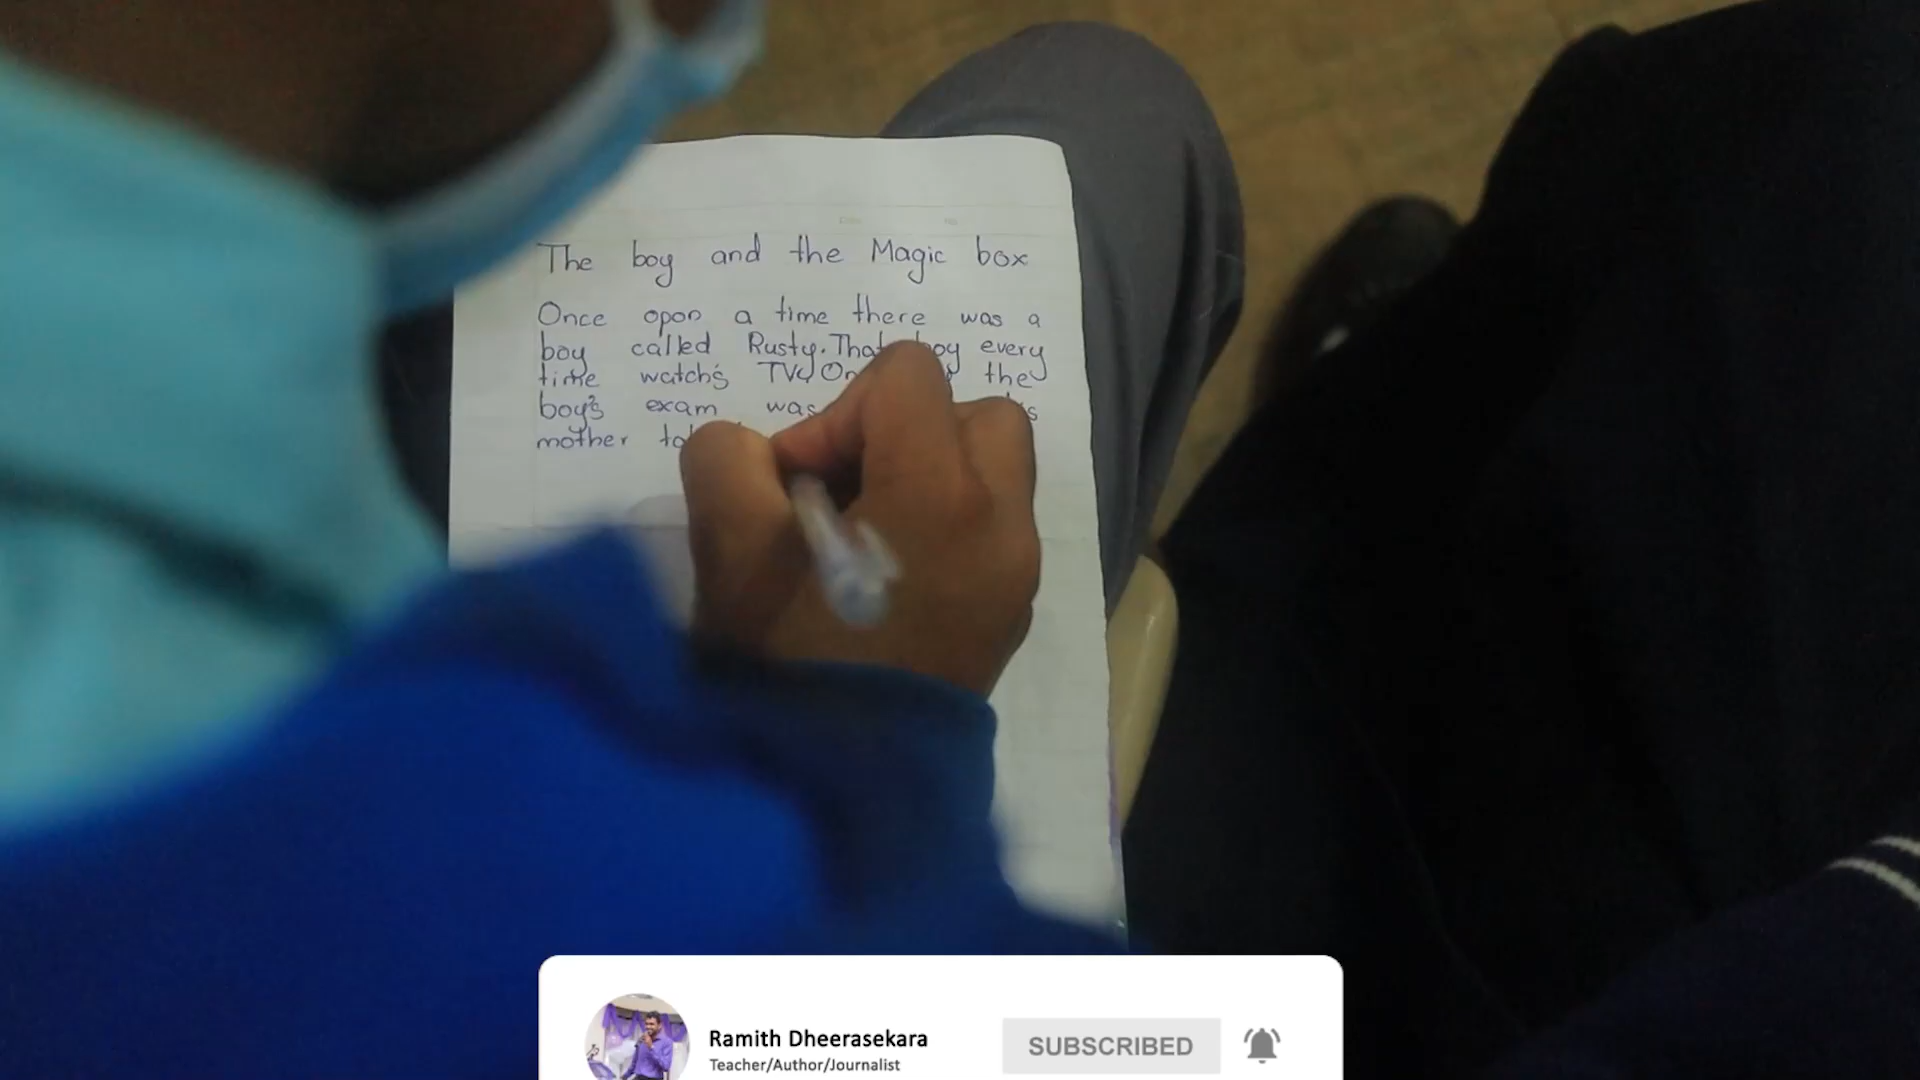 The boy and the Magic box
Once opon a time there was a
boy called Rusty. That boy every
time watch's TV. the
boy's exam was
mother
Ramith Dheerasekara
Teacher/Author/Journalist
SUBSCRIBED